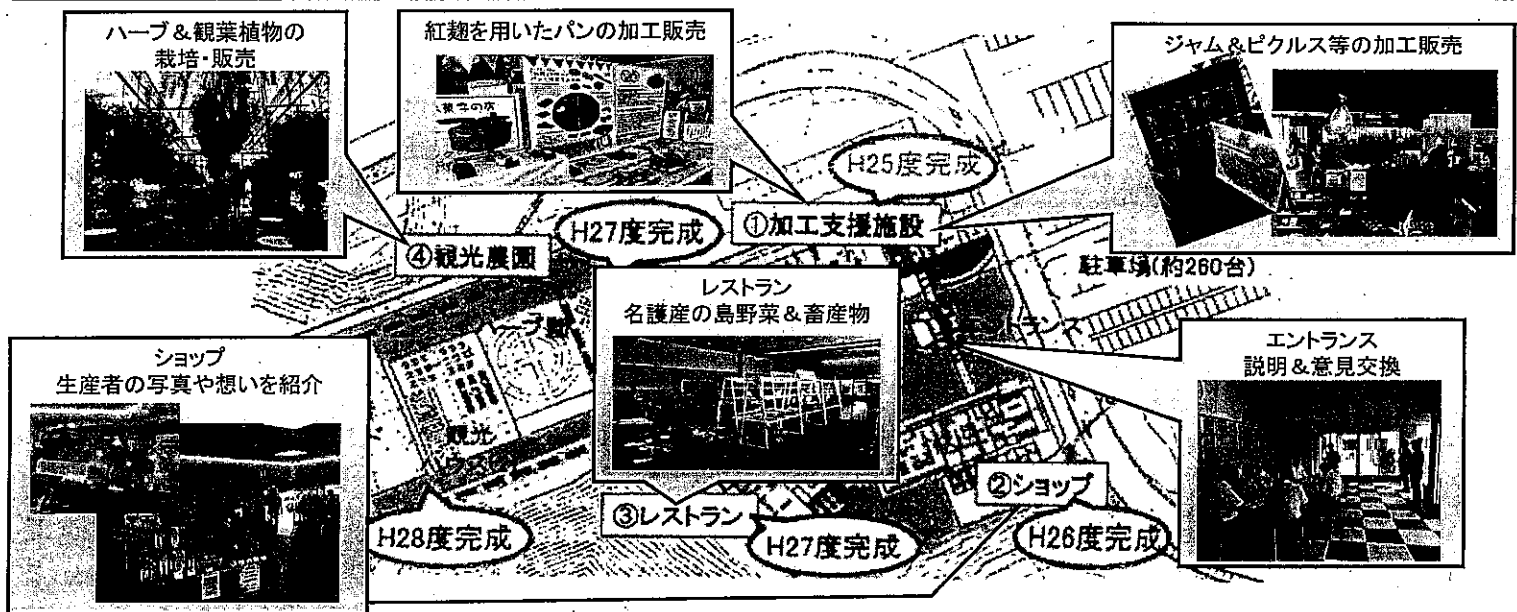 ハーブ&観葉植物の
栽培・販売
紅麹を用いたパンの加工販売
ジャム&ピクルス等の加工販売
H25度完成
①加工支援施設
H27度完成
④観光農園
駐車場(約260台)
レストラン
名護産の島野菜&畜産物
エントランス
説明&意見交換
ショップ
生産者の写真や想いを紹介
観光
ハウス
②ショップ
③レストラン
H28度完成
H27度完成
H26度完成